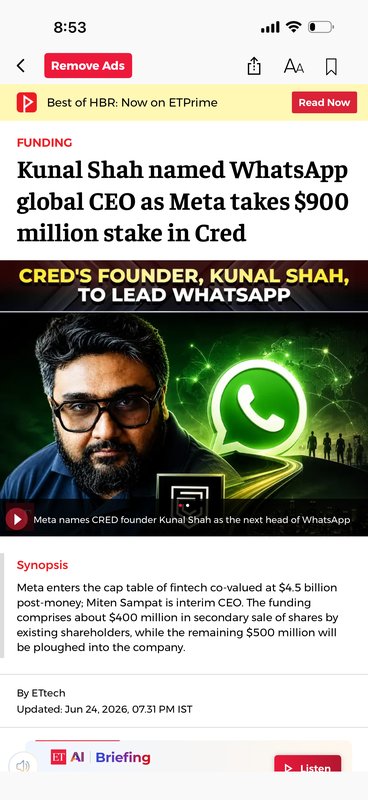 8:53
Remove Ads
AA
Best of HBR: Now on ETPrime
Read Now
FUNDING
Kunal Shah named WhatsApp
global CEO as Meta takes $900
million stake in Cred
CRED'S FOUNDER, KUNAL SHAH,
TO LEAD WHATSAPP
Meta names CRED founder Kunal Shah as the next head of WhatsApp
Synopsis
Meta enters the cap table of fintech co-valued at $4.5 billion
post-money; Miten Sampat is interim CEO. The funding
comprises about $400 million in secondary sale of shares by
existing shareholders, while the remaining $500 million will
be ploughed into the company.
By ETtech
Updated: Jun 24, 2026, 07.31 PM IST
ET AI Briefing
Listen